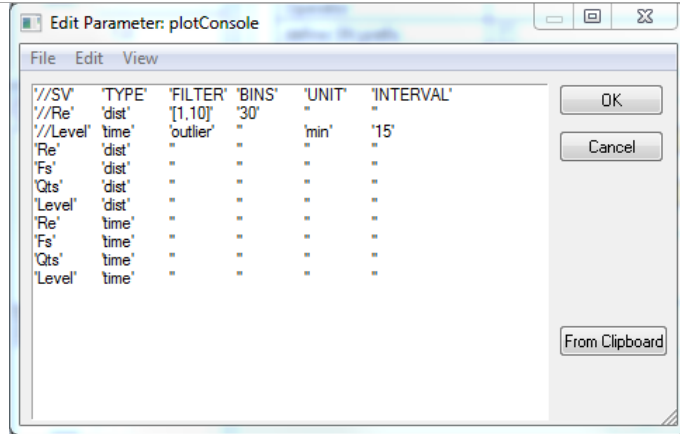 Edit Parameter: plotConsole
File Edit View
'//SV' 'TYPE' 'FILTER' 'BINS' 'UNIT' 'INTERVAL'
'//Re' 'dist' '[1,10]' '30' '' ''
'//Level' 'time' 'outlier' '' 'min' '15'
'Re' 'dist' '' '' '' ''
'Fs' 'dist' '' '' '' ''
'Qts' 'dist' '' '' '' ''
'Level' 'dist' '' '' '' ''
'Re' 'time' '' '' '' ''
'Fs' 'time' '' '' '' ''
'Qts' 'time' '' '' '' ''
'Level' 'time' '' '' '' ''
OK
Cancel
From Clipboard